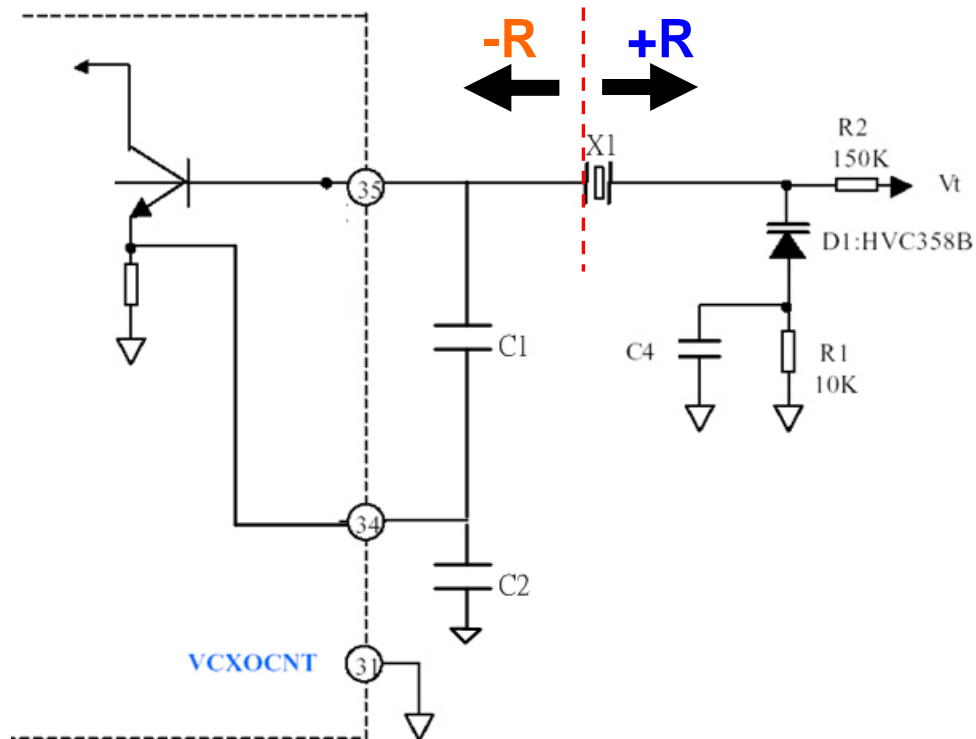 -R
+R
X1
R2
150K
35
Vt
D1:HVC358B
C1
C4
R1
10K
34
C2
VCXOCNT
31